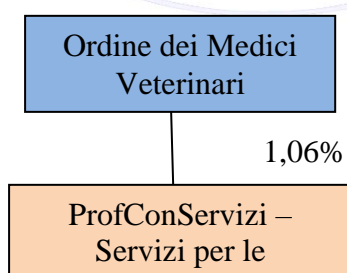 Ordine dei Medici
Veterinari
1,06%
ProfConServizi –
Servizi per le